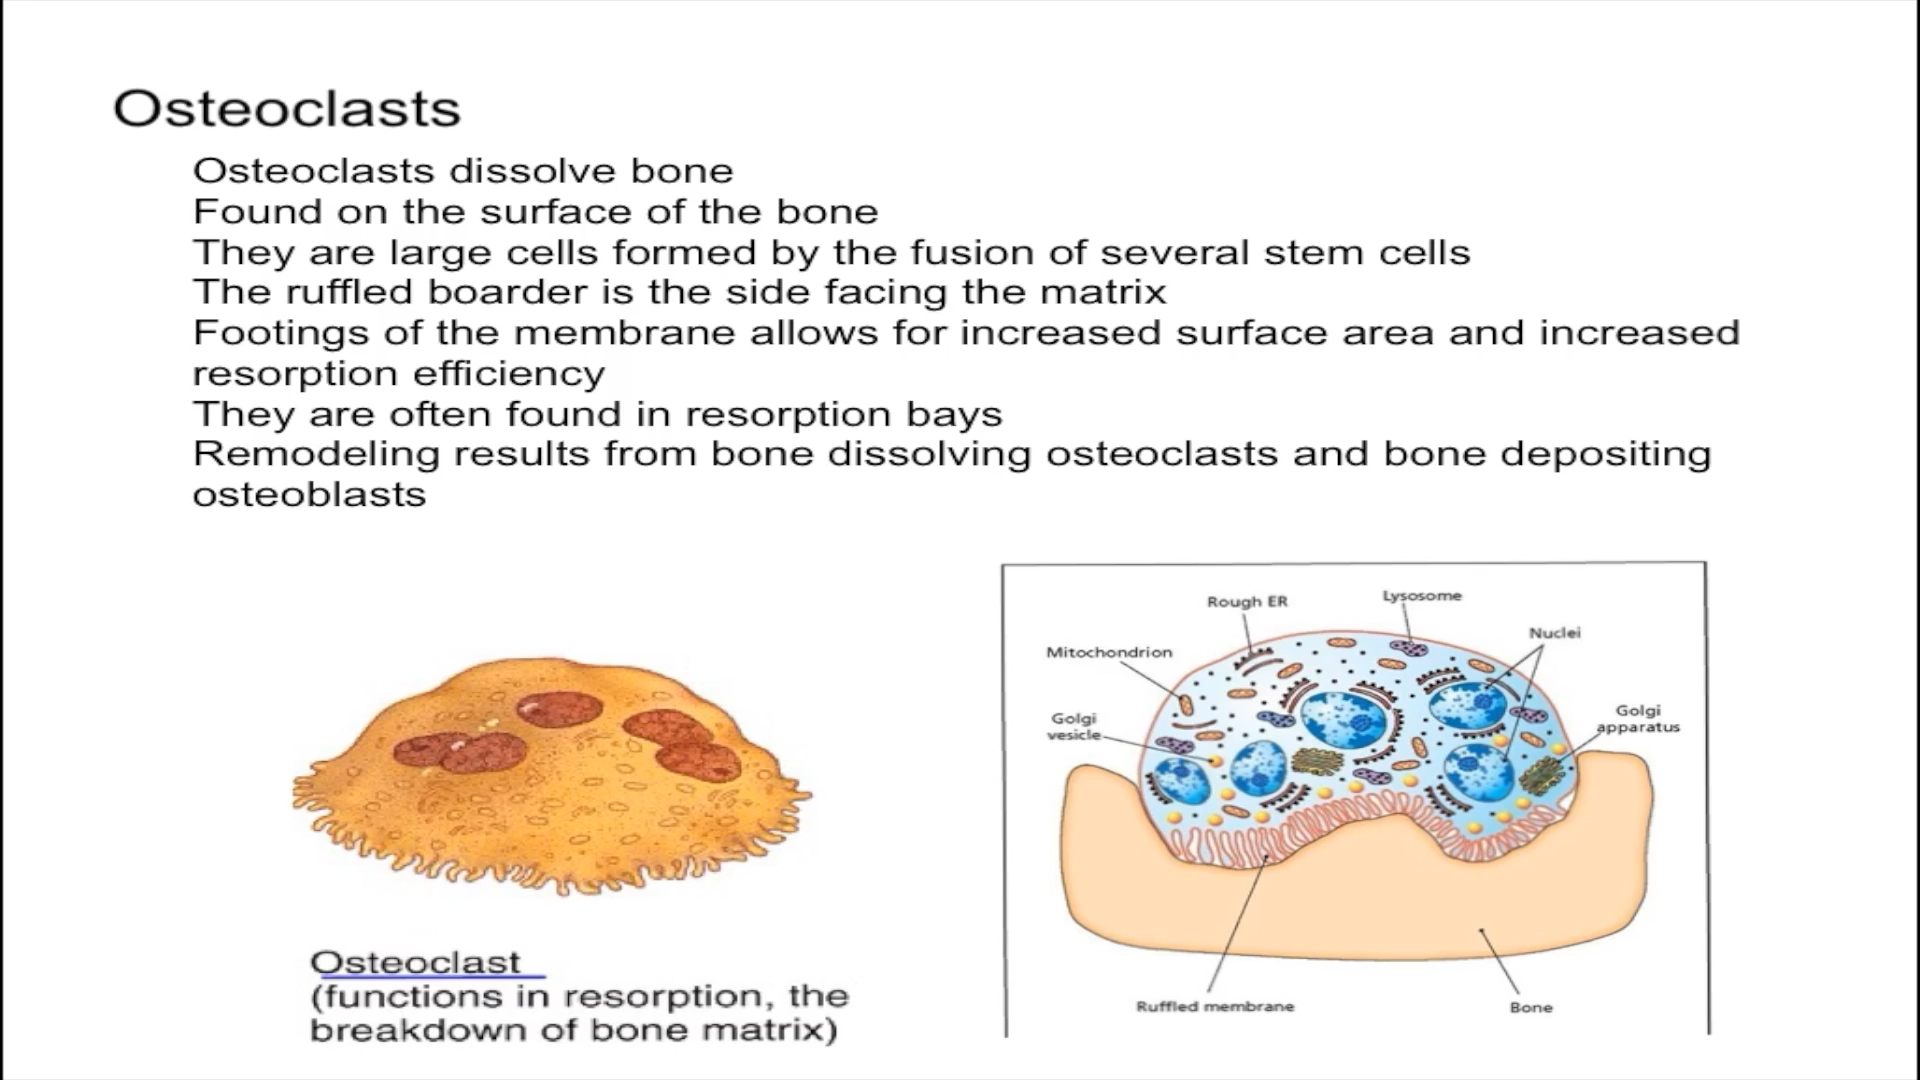 Osteoclasts
Osteoclasts dissolve bone
Found on the surface of the bone
They are large cells formed by the fusion of several stem cells
The ruffled boarder is the side facing the matrix
Footings of the membrane allows for increased surface area and increased
resorption efficiency
They are often found in resorption bays
Remodeling results from bone dissolving osteoclasts and bone depositing
osteoblasts
Osteoclast
(functions in resorption, the
breakdown of bone matrix)
Rough ER
Lysosome
Nuclei
Mitochondrion
Golgi
vesicle
Golgi
apparatus
Ruffled membrane
Bone